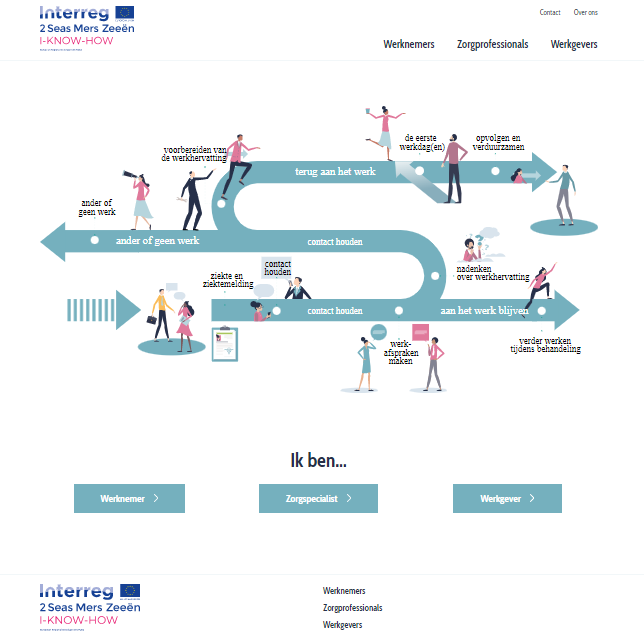 Interreg
2 Seas Mers Zeeën
I-KNOW-HOW
Contact
Over ons
Werknemers
Zorgprofessionals
Werkgevers
de eerste
werkdag(en)
opvolgen en
verduurzamen
voorbereiden van
de werkhervatting
terug aan het werk
ander of
geen werk
ander of geen werk
contact houden
contact
houden
nadenken
over werkhervatting
ziekte en
ziektemelding
contact houden
aan het werk blijven
werk-
afspraken
maken
verder werken
tijdens behandeling
Ik ben...
Werknemer
Zorgspecialist
Werkgever
Interreg
2 Seas Mers Zeeën
I-KNOW-HOW
Werknemers
Zorgprofessionals
Werkgevers